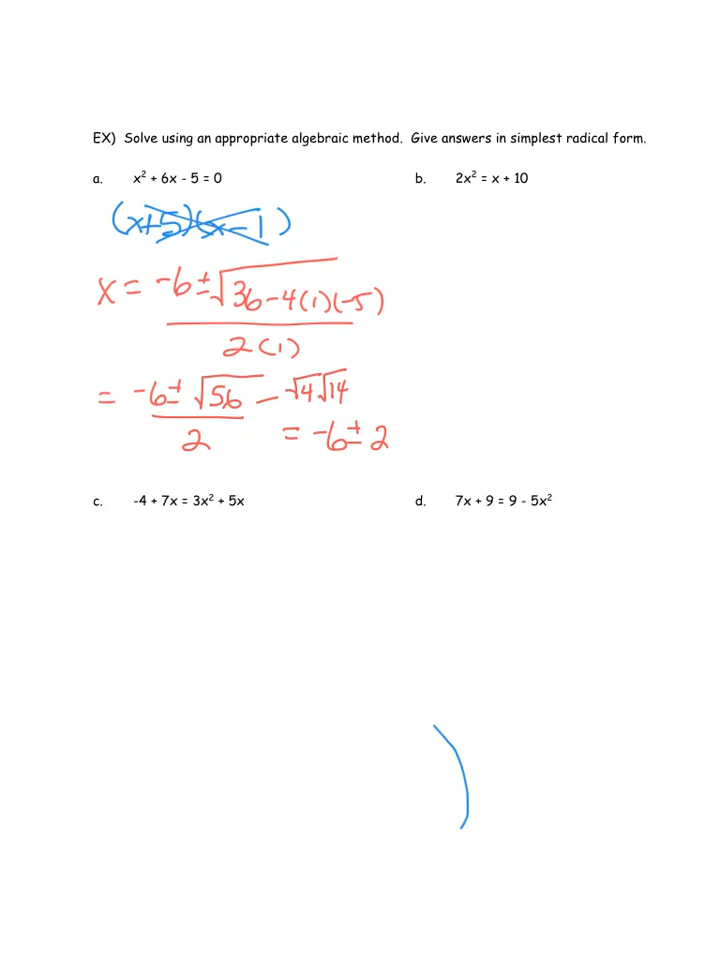 EX) Solve using an appropriate algebraic method. Give answers in simplest radical form.
a. x² + 6x - 5 = 0
b. 2x² = x + 10
(x+5)(x-1)
x = -6 ± √36-4(1)(-5)
2(1)
= -6 ± √56 - √4√14
2
= -6 ± 2
c. -4 + 7x = 3x² + 5x
d. 7x + 9 = 9 - 5x²